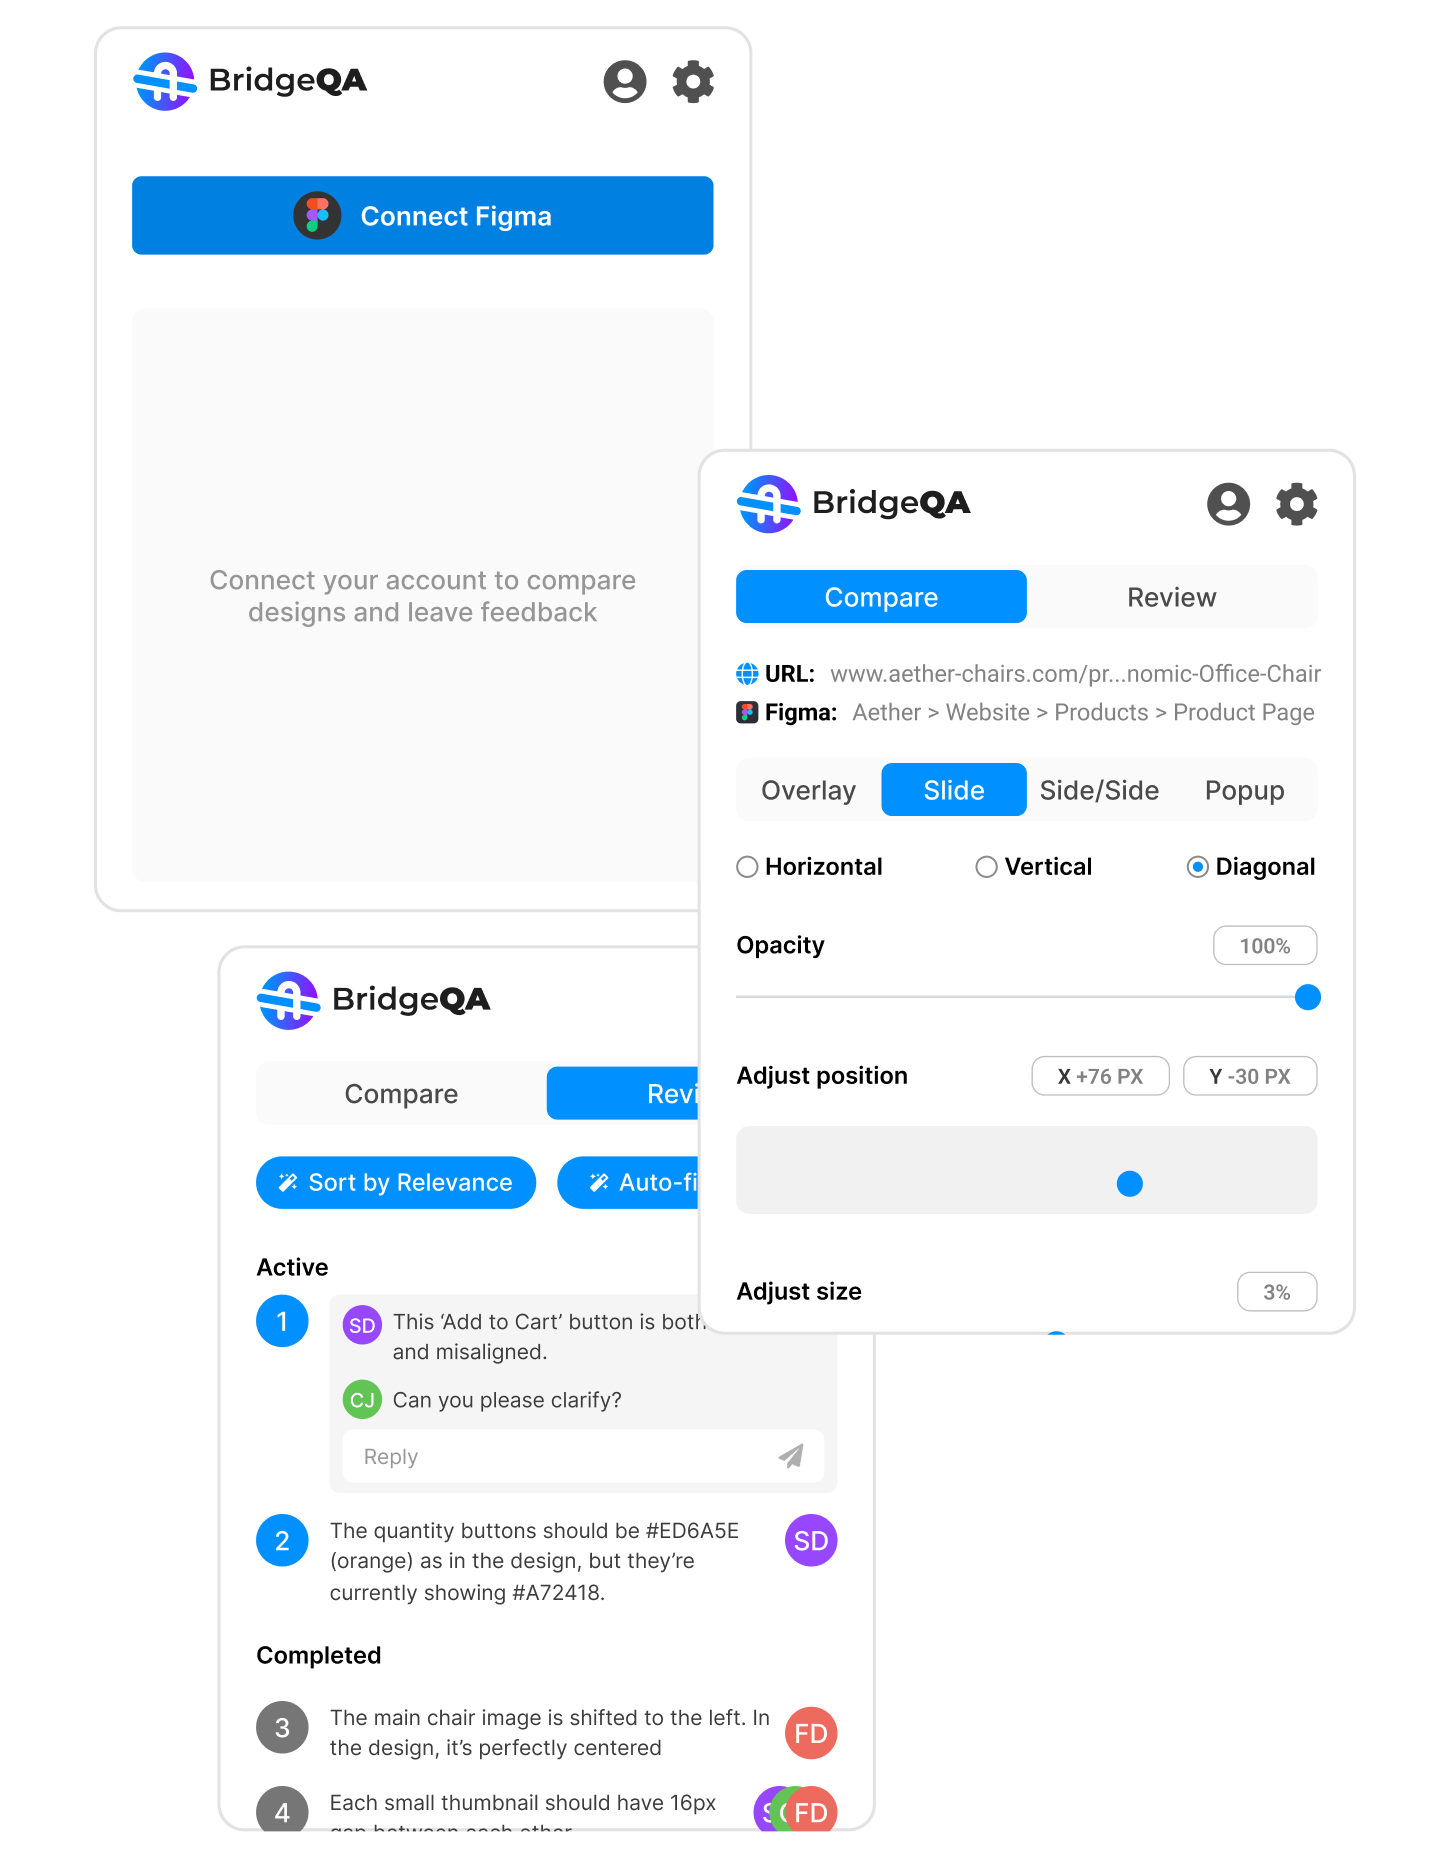 BridgeQA
Connect Figma
Connect your account to compare
designs and leave feedback
BridgeQA
Compare Review
URL: www.aether-chairs.com/pr...nomic-Office-Chair
Figma: Aether > Website > Products > Product Page
Overlay Slide Side/Side Popup
Horizontal Vertical Diagonal
Opacity 100%
Adjust position X +76 PX Y -30 PX
Adjust size 3%
BridgeQA
Compare Revi
Sort by Relevance Auto-fi
Active
1 SD This ‘Add to Cart’ button is both
and misaligned.
CJ Can you please clarify?
Reply
2 The quantity buttons should be #ED6A5E SD
(orange) as in the design, but they’re
currently showing #A72418.
Completed
3 The main chair image is shifted to the left. In FD
the design, it’s perfectly centered
4 Each small thumbnail should have 16px FD
gap between each other